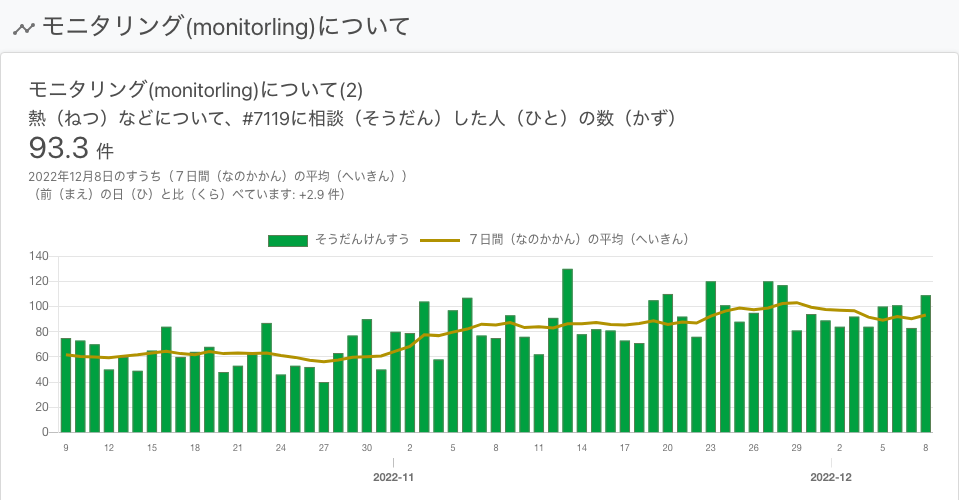 モニタリング(monitorling)について
モニタリング(monitorling)について(2)
熱（ねつ）などについて、#7119に相談（そうだん）した人（ひと）の数（かず）
93.3 件
2022年12月8日のすうち（７日間（なのかかん）の平均（へいきん））
（前（まえ）の日（ひ）と比（くら）べています: +2.9 件）
そうだんけんすう ７日間（なのかかん）の平均（へいきん）
140
120
100
80
60
40
20
0
9 12 15 18 21 24 27 30 2 5 8 11 14 17 20 23 26 29 2 5 8
2022-11 2022-12